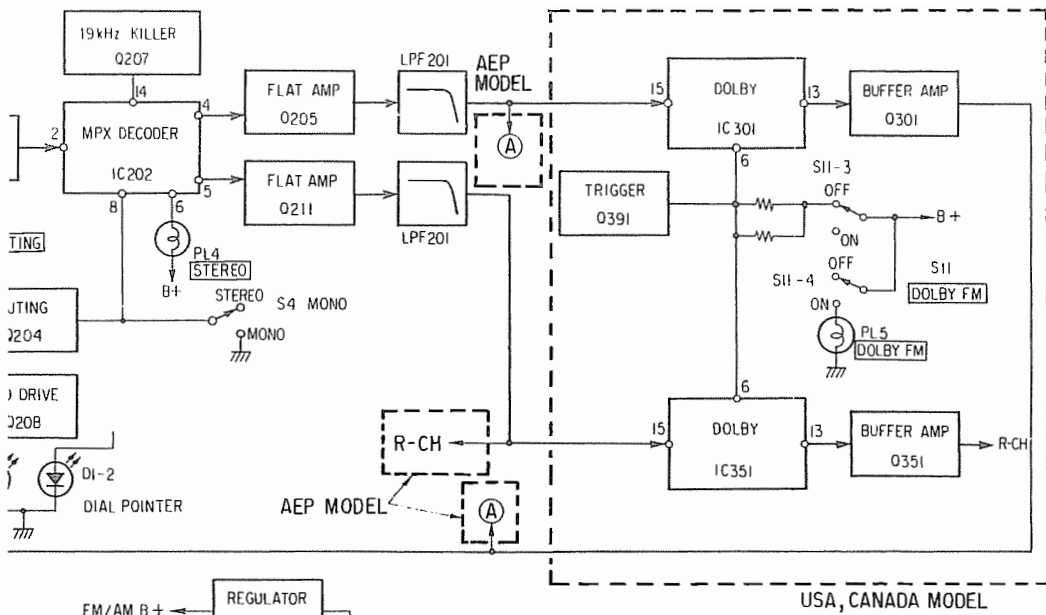 19kHz KILLER
Q207
14
2
MPX DECODER
IC202
4
5
8
6
FLAT AMP
Q205
FLAT AMP
Q211
LPF201
LPF201
AEP
MODEL
A
15
DOLBY
IC301
13
6
BUFFER AMP
Q301
TRIGGER
Q391
S11-3
OFF
ON
B+
S11-4
OFF
ON
S11
DOLBY FM
PL5
DOLBY FM
PL4
STEREO
B+
STEREO
S4 MONO
MONO
TING
UTING
Q204
DRIVE
Q208
D1-2
DIAL POINTER
R-CH
AEP MODEL
A
6
15
DOLBY
IC351
13
BUFFER AMP
Q351
R-CH
USA, CANADA MODEL
FM/AM B+
REGULATOR